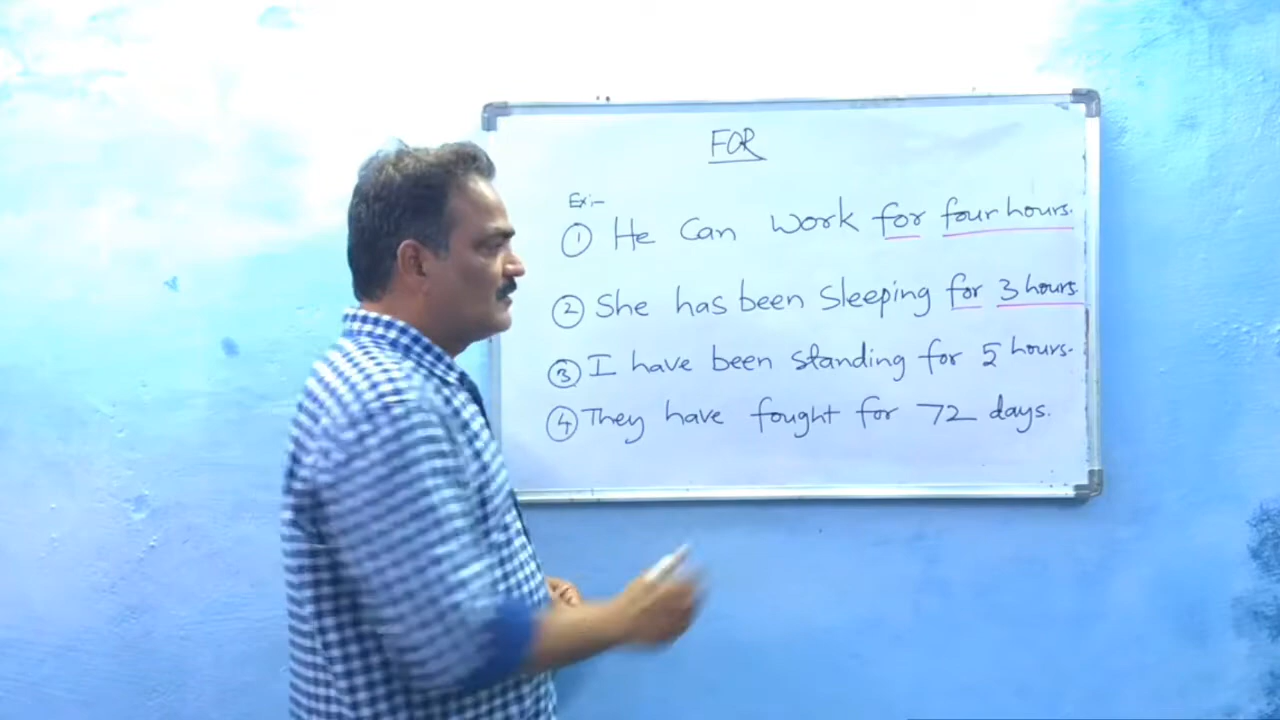 FOR
Ex:-
① He can work for four hours.
② She has been sleeping for 3 hours
③ I have been standing for 5 hours.
④ They have fought for 72 days.